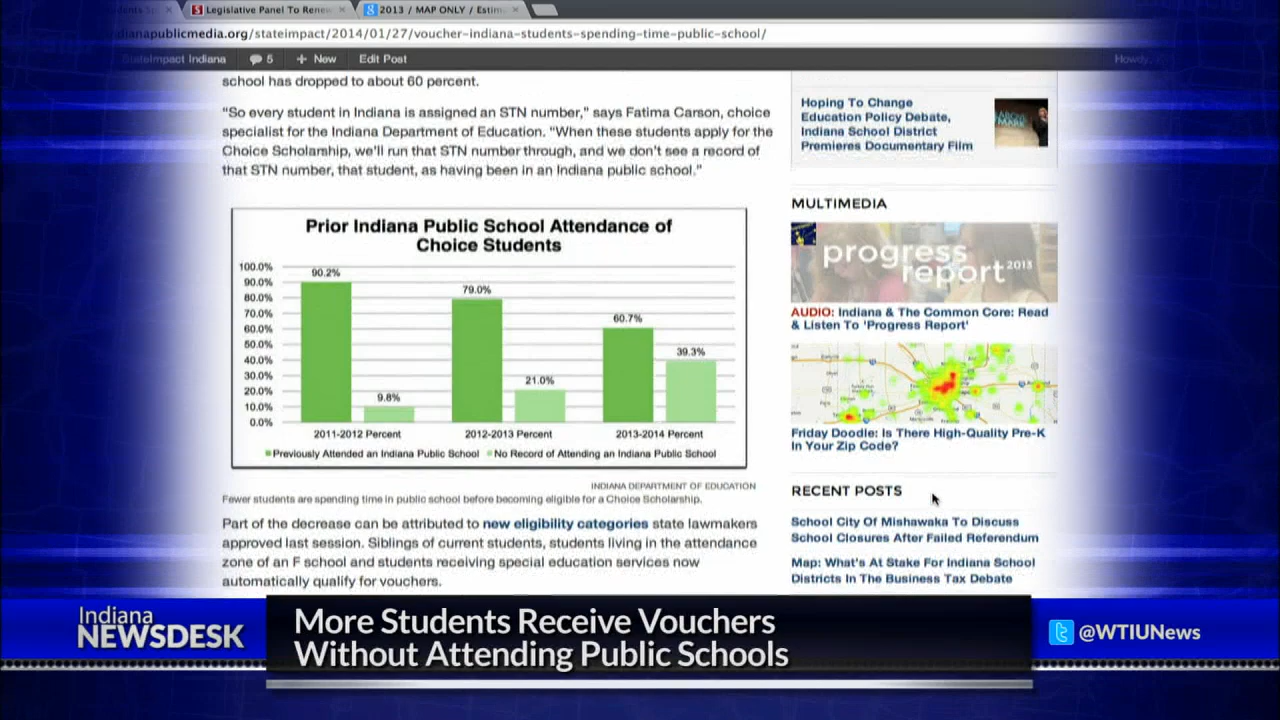 Legislative Panel To Renew
2013 / MAP ONLY / Estim
dianapublicmedia.org/stateimpact/2014/01/27/voucher-indiana-students-spending-time-public-school/
StateImpact Indiana
5
+ New
Edit Post
Howdy,
school has dropped to about 60 percent.
“So every student in Indiana is assigned an STN number,” says Fatima Carson, choice
specialist for the Indiana Department of Education. “When these students apply for the
Choice Scholarship, we’ll run that STN number through, and we don’t see a record of
that STN number, that student, as having been in an Indiana public school.”
Prior Indiana Public School Attendance of
Choice Students
100.0%
90.0%
80.0%
70.0%
60.0%
50.0%
40.0%
30.0%
20.0%
10.0%
0.0%
90.2%
9.8%
79.0%
21.0%
60.7%
39.3%
2011-2012 Percent
2012-2013 Percent
2013-2014 Percent
Previously Attended an Indiana Public School
No Record of Attending an Indiana Public School
INDIANA DEPARTMENT OF EDUCATION
Fewer students are spending time in public school before becoming eligible for a Choice Scholarship.
Part of the decrease can be attributed to new eligibility categories state lawmakers
approved last session. Siblings of current students, students living in the attendance
zone of an F school and students receiving special education services now
automatically qualify for vouchers.
Hoping To Change
Education Policy Debate,
Indiana School District
Premieres Documentary Film
MULTIMEDIA
progress
report 2013
AUDIO: Indiana & The Common Core: Read
& Listen To 'Progress Report'
Friday Doodle: Is There High-Quality Pre-K
In Your Zip Code?
RECENT POSTS
School City Of Mishawaka To Discuss
School Closures After Failed Referendum
Map: What's At Stake For Indiana School
Districts In The Business Tax Debate
Indiana
NEWSDESK
More Students Receive Vouchers
Without Attending Public Schools
@WTIUNews